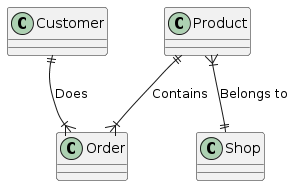 C Customer
C Product
Does
Contains
Belongs to
C Order
C Shop